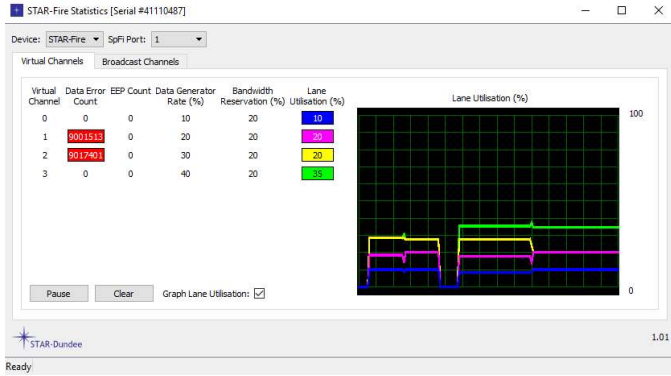 STAR-Fire Statistics [Serial #41110487]
Device: STAR-Fire SpFi Port: 1
Virtual Channels Broadcast Channels
Virtual Data Error EEP Count Data Generator Bandwidth Lane
Channel Count Rate (%) Reservation (%) Utilisation (%)
0 0 0 10 20 10
1 9001513 0 20 20 20
2 9017401 0 30 20 20
3 0 0 40 20 35
Lane Utilisation (%)
100
0
Pause Clear Graph Lane Utilisation:
STAR-Dundee
1.01
Ready